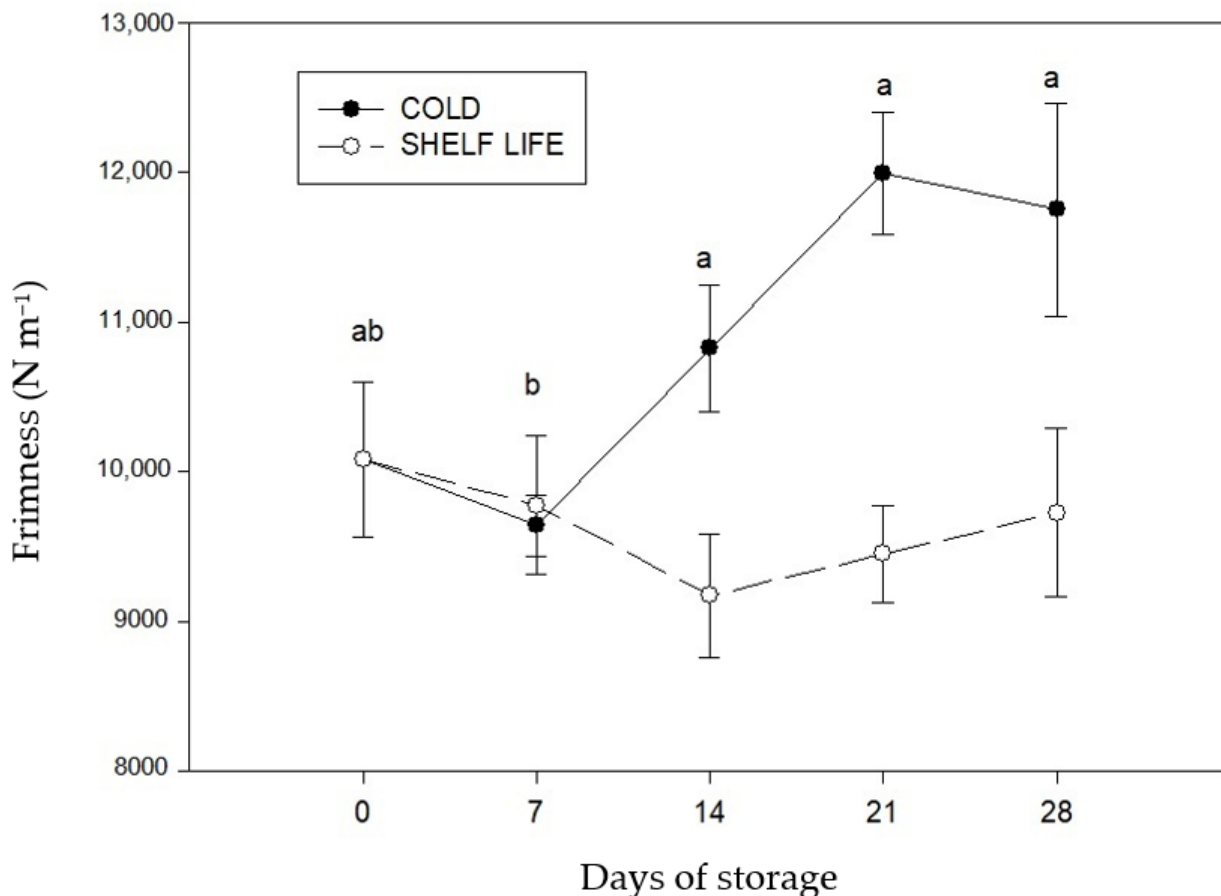 13,000
12,000
11,000
10,000
9000
8000
Frimness (N m⁻¹)
COLD
SHELF LIFE
ab
b
a
a
a
0 7 14 21 28
Days of storage